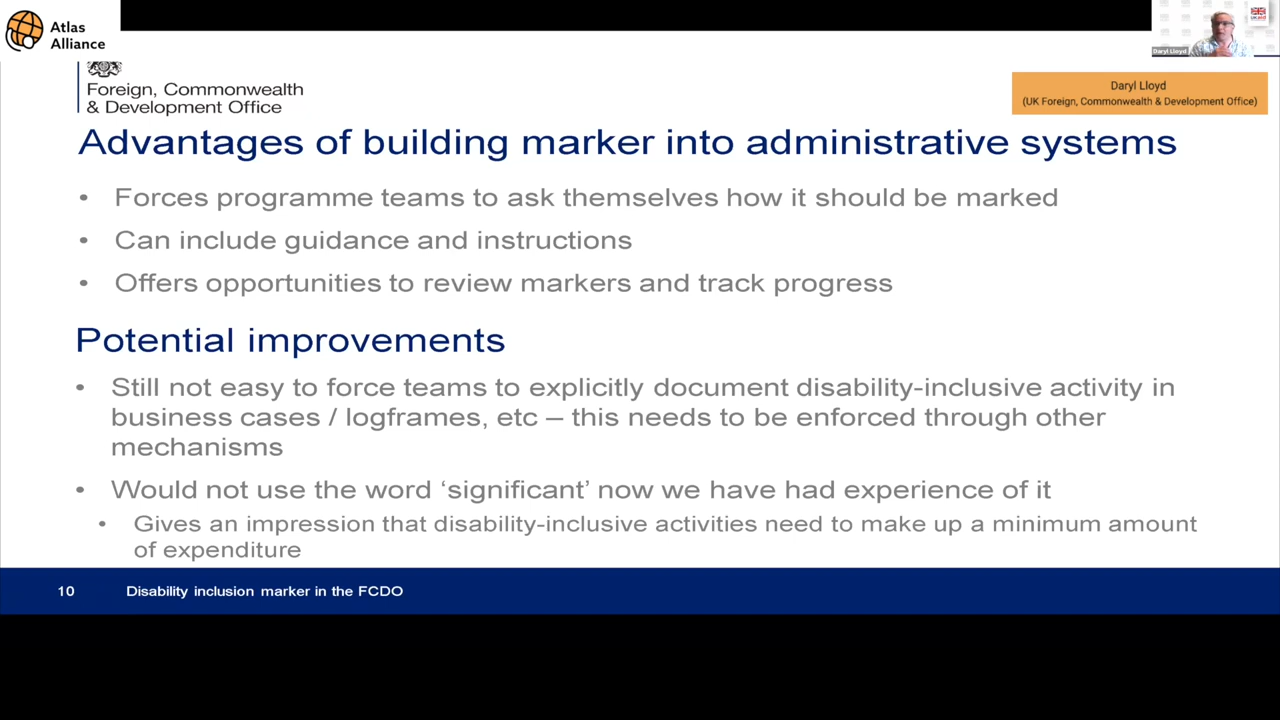 Atlas
Alliance
Daryl Lloyd
Foreign, Commonwealth
& Development Office
Daryl Lloyd
(UK Foreign, Commonwealth & Development Office)
Advantages of building marker into administrative systems
• Forces programme teams to ask themselves how it should be marked
• Can include guidance and instructions
• Offers opportunities to review markers and track progress
Potential improvements
• Still not easy to force teams to explicitly document disability-inclusive activity in
business cases / logframes, etc – this needs to be enforced through other
mechanisms
• Would not use the word ‘significant’ now we have had experience of it
• Gives an impression that disability-inclusive activities need to make up a minimum amount
of expenditure
10 Disability inclusion marker in the FCDO